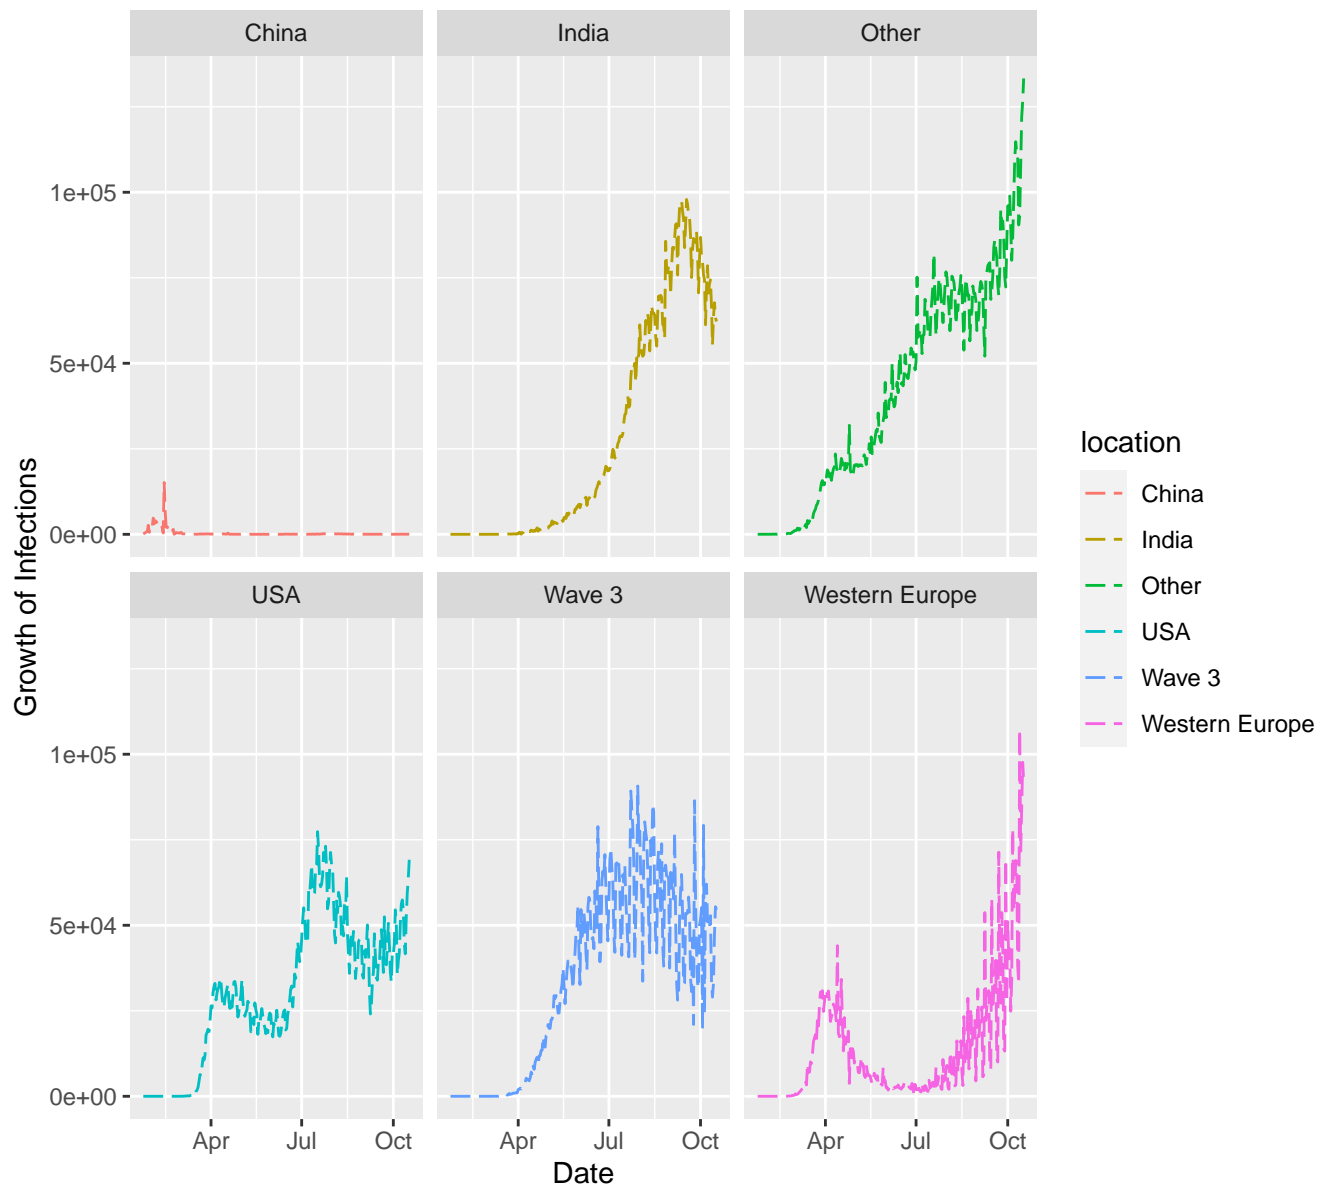 China
India
Other
1e+05
5e+04
0e+00
USA
Wave 3
Western Europe
1e+05
5e+04
0e+00
Apr
Jul
Oct
Apr
Jul
Oct
Apr
Jul
Oct
Date
Growth of Infections
location
China
India
Other
USA
Wave 3
Western Europe